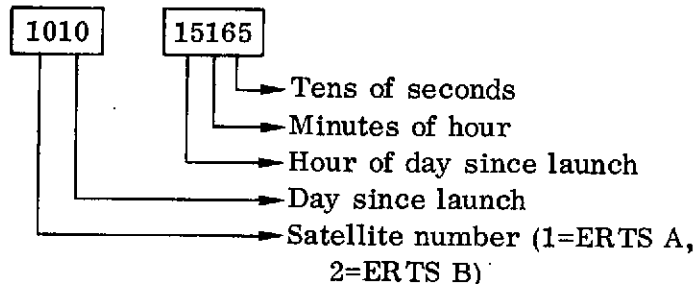 1010 15165
Tens of seconds
Minutes of hour
Hour of day since launch
Day since launch
Satellite number (1=ERTS A,
2=ERTS B)